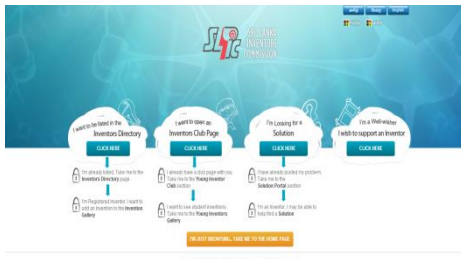 SRI LANKA
INVENTORS
COMMISSION
I want to be listed in the
Inventors Directory
CLICK HERE
I want to open an
Inventors Club Page
CLICK HERE
I'm Looking for a
Solution
CLICK HERE
I'm a Well-wisher
I wish to support an Inventor
CLICK HERE
I'm already listed, Take me to the
Inventors Directory page
I'm Registered inventor. I want to
add an invention to the Invention
Gallery
I already have a club page with you.
Take me to the Young Inventor
Club section
I want to see student inventions.
Take me to the Young Inventors
Gallery
I have already posted my problem,
Take me to the
Solution Portal section
I'm an Inventor, I may be able to
help find a Solution
I'M JUST BROWSING.. TAKE ME TO THE HOME PAGE